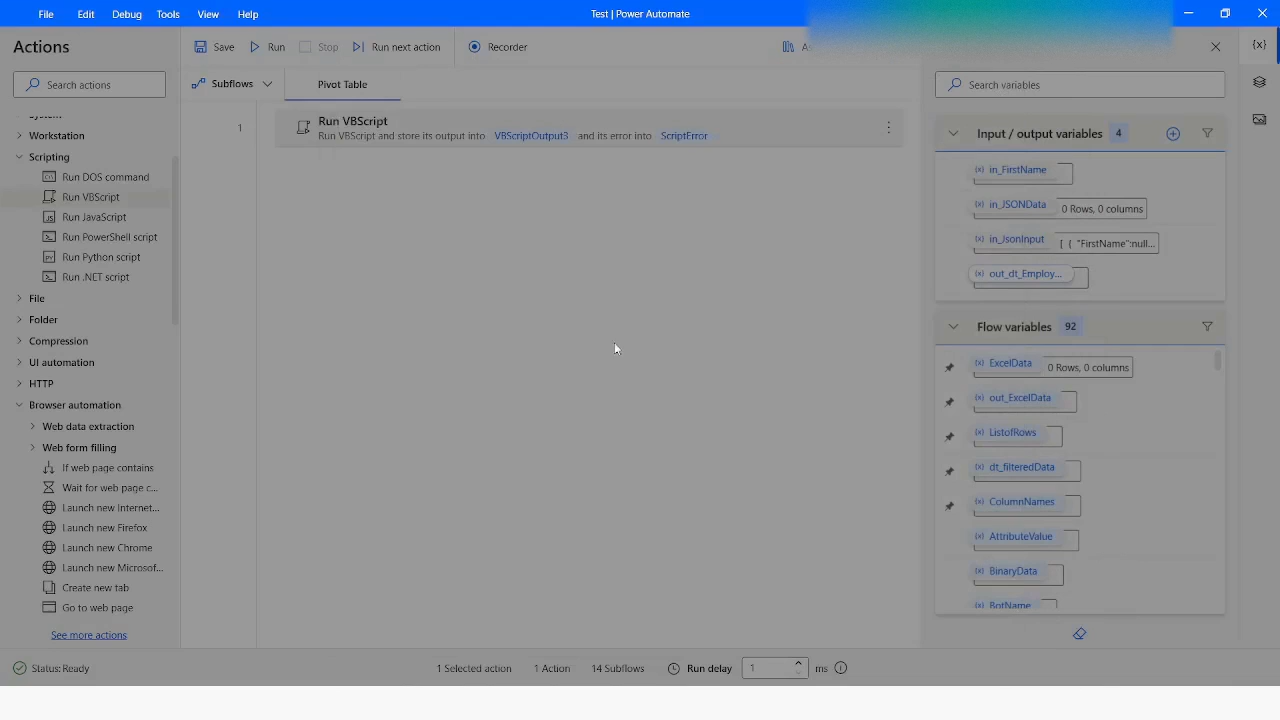 File Edit Debug Tools View Help
Test | Power Automate
Actions
Save Run Stop Run next action Recorder
Search actions
Subflows Pivot Table
Search variables
Workstation
Scripting
Run DOS command
Run VBScript
Run JavaScript
Run PowerShell script
Run Python script
Run .NET script
File
Folder
Compression
UI automation
HTTP
Browser automation
Web data extraction
Web form filling
If web page contains
Wait for web page c...
Launch new Internet...
Launch new Firefox
Launch new Chrome
Launch new Microsof...
Create new tab
Go to web page
See more actions
1
Run VBScript
Run VBScript and store its output into VBScriptOutput3 and its error into ScriptError
{x}
Input / output variables 4
(x) in_FirstName
(x) in_JSONData 0 Rows, 0 columns
(x) in_JsonInput [ { "FirstName":null...
(x) out_dt_Employ...
Flow variables 92
(x) ExcelData 0 Rows, 0 columns
(x) out_ExcelData
(x) ListofRows
(x) dt_filteredData
(x) ColumnNames
(x) AttributeValue
(x) BinaryData
(x) BotName
Status: Ready 1 Selected action 1 Action 14 Subflows Run delay 1 ms